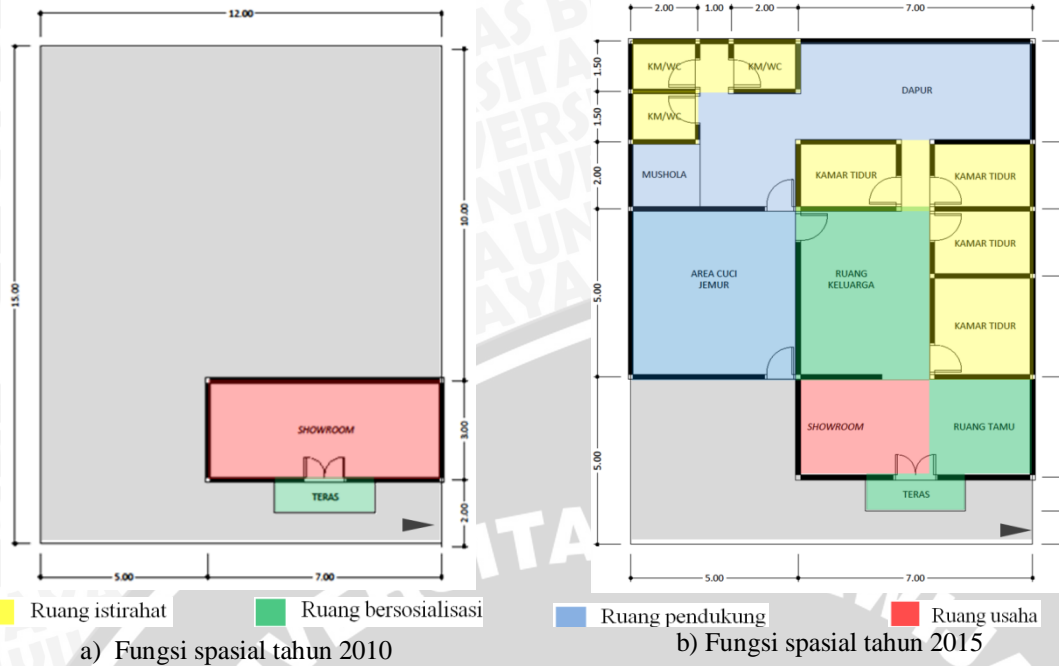 12.00
15.00
10.00
SHOWROOM
3.00
TERAS
2.00
5.00
7.00
2.00
1.00
2.00
7.00
1.50
KM/WC
KM/WC
DAPUR
1.50
KM/WC
2.00
MUSHOLA
KAMAR TIDUR
KAMAR TIDUR
KAMAR TIDUR
5.00
AREA CUCI
JEMUR
RUANG
KELUARGA
KAMAR TIDUR
5.00
SHOWROOM
RUANG TAMU
TERAS
5.00
7.00
Ruang istirahat
Ruang bersosialisasi
Ruang pendukung
Ruang usaha
a) Fungsi spasial tahun 2010
b) Fungsi spasial tahun 2015